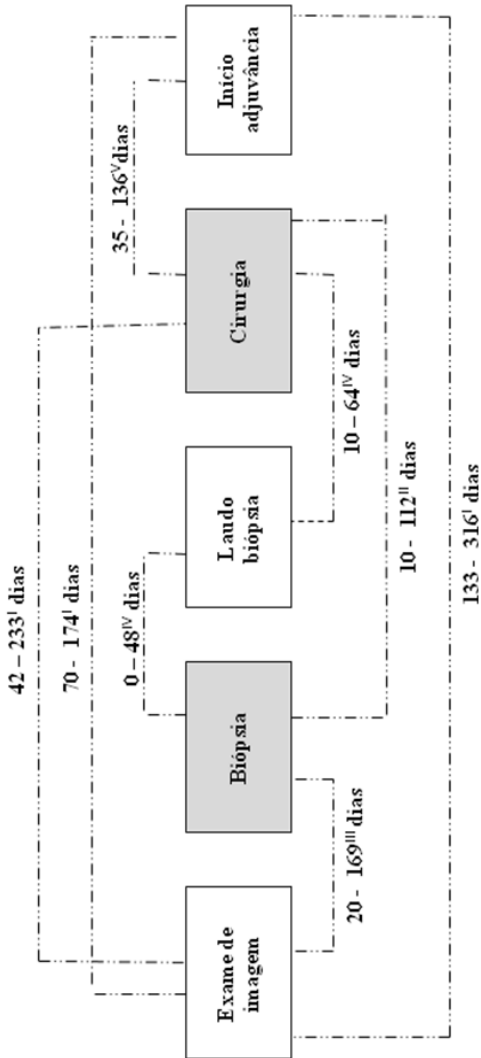 42 – 233ᴵ dias
70 - 174ᴵ dias
35 - 136ⱽ dias
0 – 48ᴵⱽ dias
Exame de
imagem
Biópsia
Laudo
biópsia
Cirurgia
Início
adjuvância
20 - 169ᴵᴵᴵ dias
10 – 64ᴵⱽ dias
10 - 112ᴵᴵ dias
133 - 316ᴵ dias